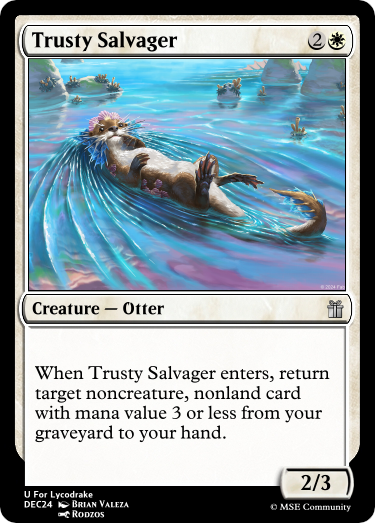 Trusty Salvager 2
Creature — Otter
When Trusty Salvager enters, return
target noncreature, nonland card
with mana value 3 or less from your
graveyard to your hand.
2/3
U For Lycodrake
DEC24 Brian Valeza
Rodzos
© MSE Community